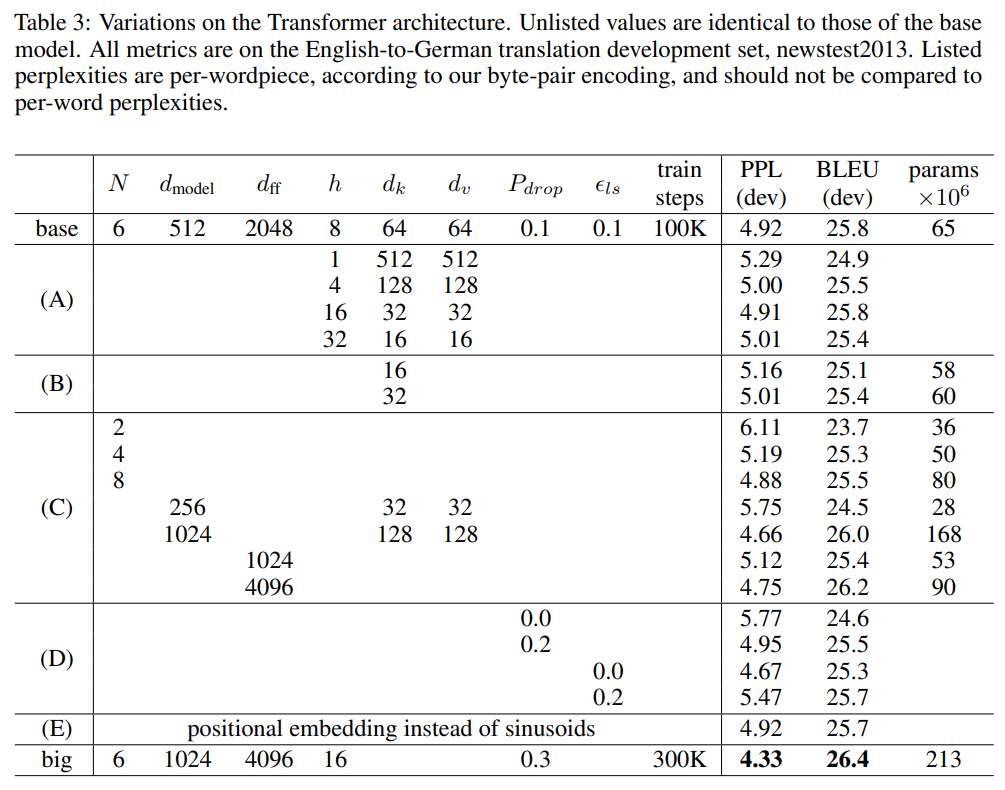 Table 3: Variations on the Transformer architecture. Unlisted values are identical to those of the base
model. All metrics are on the English-to-German translation development set, newstest2013. Listed
perplexities are per-wordpiece, according to our byte-pair encoding, and should not be compared to
per-word perplexities.
N d_model d_ff h d_k d_v P_drop ϵ_ls train steps PPL (dev) BLEU (dev) params ×10^6
base 6 512 2048 8 64 64 0.1 0.1 100K 4.92 25.8 65
(A)
1 512 512 5.29 24.9
4 128 128 5.00 25.5
16 32 32 4.91 25.8
32 16 16 5.01 25.4
(B)
16 5.16 25.1 58
32 5.01 25.4 60
(C)
2 6.11 23.7 36
4 5.19 25.3 50
8 4.88 25.5 80
256 32 32 5.75 24.5 28
1024 128 128 4.66 26.0 168
1024 5.12 25.4 53
4096 4.75 26.2 90
(D)
0.0 5.77 24.6
0.2 4.95 25.5
0.0 4.67 25.3
0.2 5.47 25.7
(E) positional embedding instead of sinusoids 4.92 25.7
big 6 1024 4096 16 0.3 300K 4.33 26.4 213